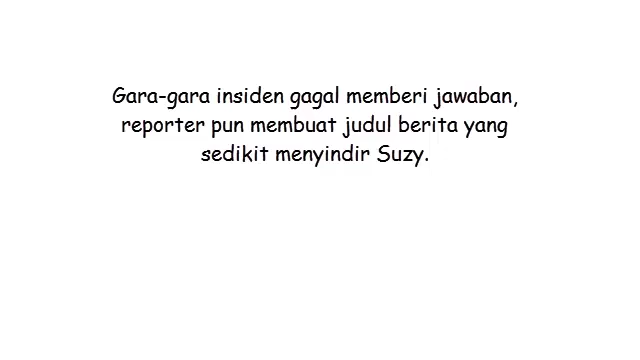 Gara-gara insiden gagal memberi jawaban,
reporter pun membuat judul berita yang
sedikit menyindir Suzy.